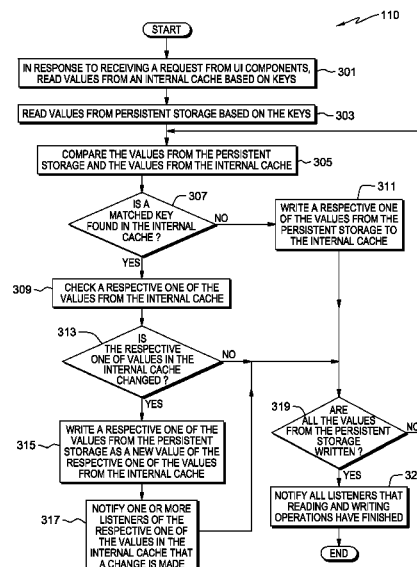 110
START
IN RESPONSE TO RECEIVING A REQUEST FROM UI COMPONENTS,
READ VALUES FROM AN INTERNAL CACHE BASED ON KEYS
301
READ VALUES FROM PERSISTENT STORAGE BASED ON THE KEYS
303
COMPARE THE VALUES FROM THE PERSISTENT
STORAGE AND THE VALUES FROM THE INTERNAL CACHE
305
307
IS A
MATCHED KEY
FOUND IN THE INTERNAL
CACHE ?
NO
YES
311
WRITE A RESPECTIVE ONE
OF THE VALUES FROM THE
PERSISTENT STORAGE TO
THE INTERNAL CACHE
309
CHECK A RESPECTIVE ONE OF THE
VALUES FROM THE INTERNAL CACHE
313
IS
THE RESPECTIVE
ONE OF VALUES IN THE
INTERNAL CACHE
CHANGED ?
NO
YES
315
WRITE A RESPECTIVE ONE OF THE
VALUES FROM THE PERSISTENT
STORAGE AS A NEW VALUE OF THE
RESPECTIVE ONE OF THE VALUES
FROM THE INTERNAL CACHE
319
ARE
ALL THE VALUES
FROM THE PERSISTENT
STORAGE
WRITTEN ?
NO
YES
317
NOTIFY ONE OR MORE
LISTENERS OF THE
RESPECTIVE ONE OF
THE VALUES IN THE
INTERNAL CACHE THAT
A CHANGE IS MADE
32
NOTIFY ALL LISTENERS THAT
READING AND WRITING
OPERATIONS HAVE FINISHED
END